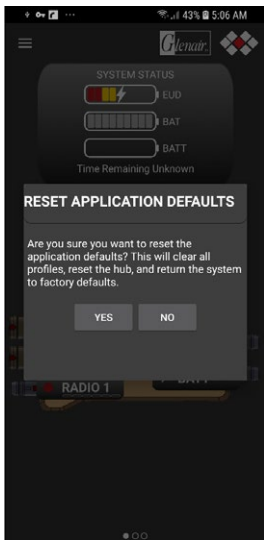 43% 5:06 AM
Glenair.
SYSTEM STATUS
EUD
BAT
BATT
Time Remaining Unknown
RESET APPLICATION DEFAULTS
Are you sure you want to reset the
application defaults? This will clear all
profiles, reset the hub, and return the system
to factory defaults.
YES NO
RADIO 1 BATT